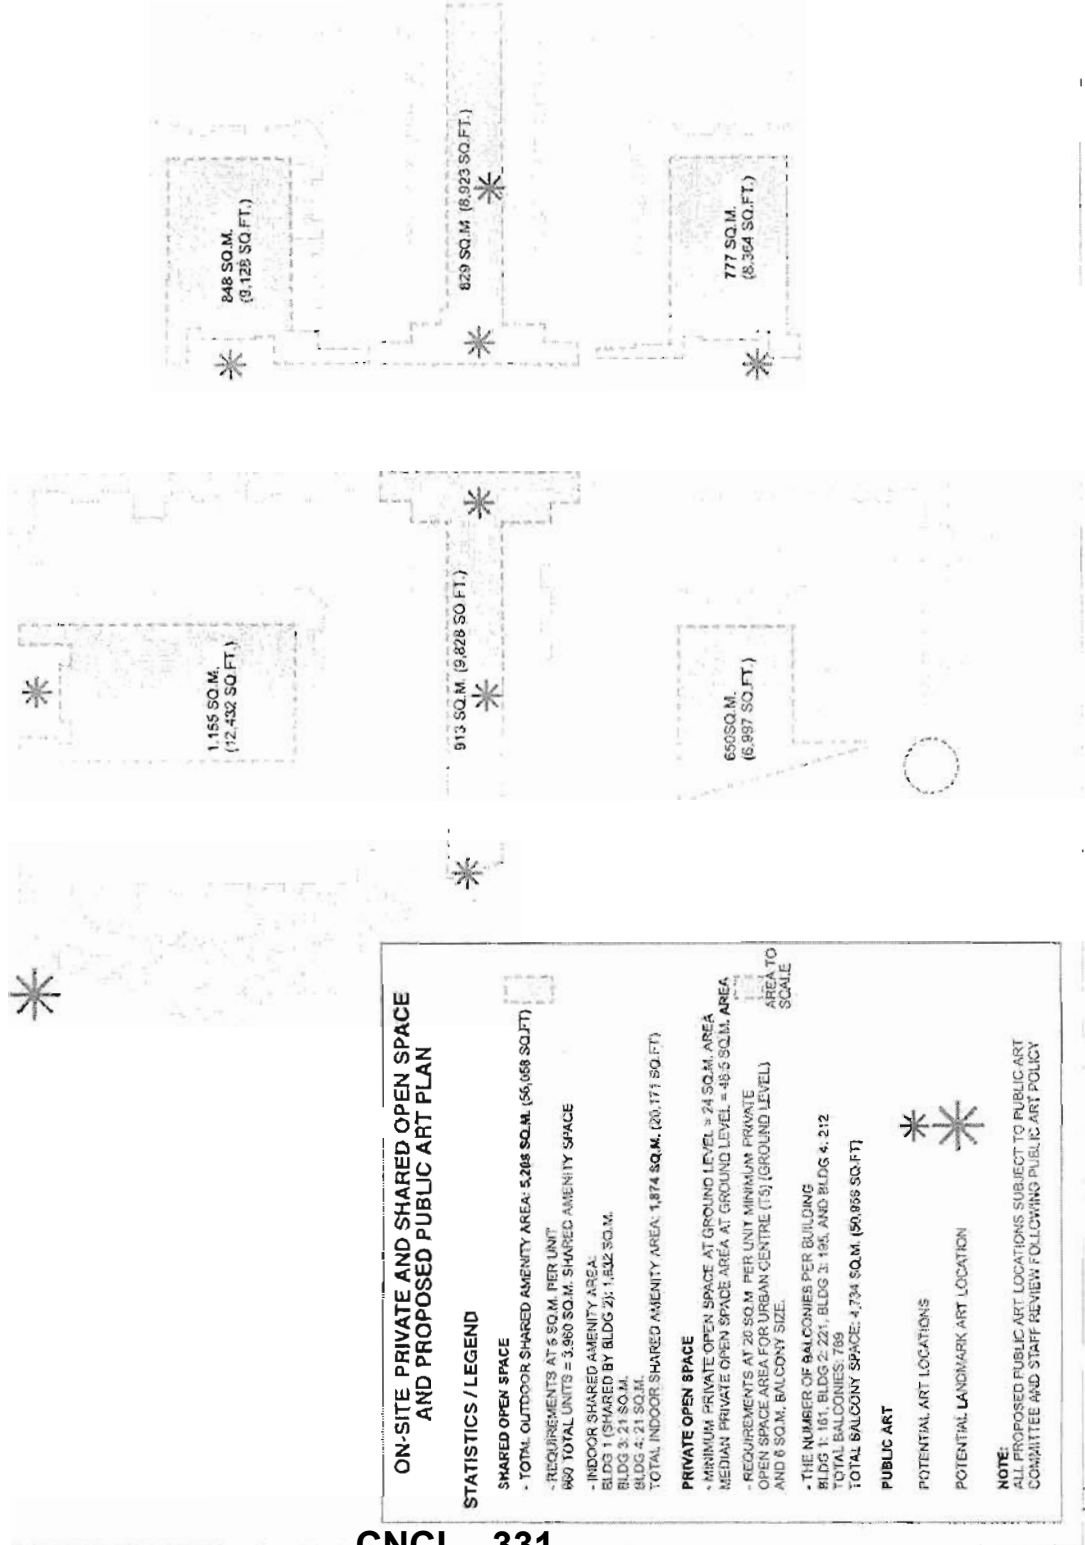 848 SQ.M.
(9,128 SQ.FT.)
829 SQ.M (8,923 SQ.FT.)
777 SQ.M.
(8,364 SQ.FT.)
1,155 SQ.M.
(12,432 SQ.FT.)
913 SQ.M. (9,828 SQ.FT.)
650SQ.M.
(6,997 SQ.FT.)
ON-SITE PRIVATE AND SHARED OPEN SPACE
AND PROPOSED PUBLIC ART PLAN
STATISTICS / LEGEND
SHARED OPEN SPACE
- TOTAL OUTDOOR SHARED AMENITY AREA: 5,208 SQ.M. (56,058 SQ.FT)
- REQUIREMENTS AT 6 SQ.M. PER UNIT
660 TOTAL UNITS = 3,960 SQ.M. SHARED AMENITY SPACE
- INDOOR SHARED AMENITY AREA:
BLDG 1 (SHARED BY BLDG 2): 1,832 SQ.M.
BLDG 3: 21 SQ.M.
BLDG 4: 21 SQ.M.
TOTAL INDOOR SHARED AMENITY AREA: 1,874 SQ.M. (20,171 SQ.FT)
PRIVATE OPEN SPACE
- MINIMUM PRIVATE OPEN SPACE AT GROUND LEVEL = 24 SQ.M. AREA
MEDIAN PRIVATE OPEN SPACE AREA AT GROUND LEVEL = 48.5 SQ.M. AREA
- REQUIREMENTS AT 20 SQ.M PER UNIT MINIMUM PRIVATE
OPEN SPACE AREA FOR URBAN CENTRE (T5) (GROUND LEVEL)
AND 6 SQ.M. BALCONY SIZE.
AREA TO
SCALE
- THE NUMBER OF BALCONIES PER BUILDING
BLDG 1: 161, BLDG 2: 221, BLDG 3: 195, AND BLDG 4: 212
TOTAL BALCONIES: 789
TOTAL BALCONY SPACE: 4,734 SQ.M. (50,956 SQ.FT)
PUBLIC ART
POTENTIAL ART LOCATIONS
POTENTIAL LANDMARK ART LOCATION
NOTE:
ALL PROPOSED PUBLIC ART LOCATIONS SUBJECT TO PUBLIC ART
COMMITTEE AND STAFF REVIEW FOLLOWING PUBLIC ART POLICY
CNCL - 331